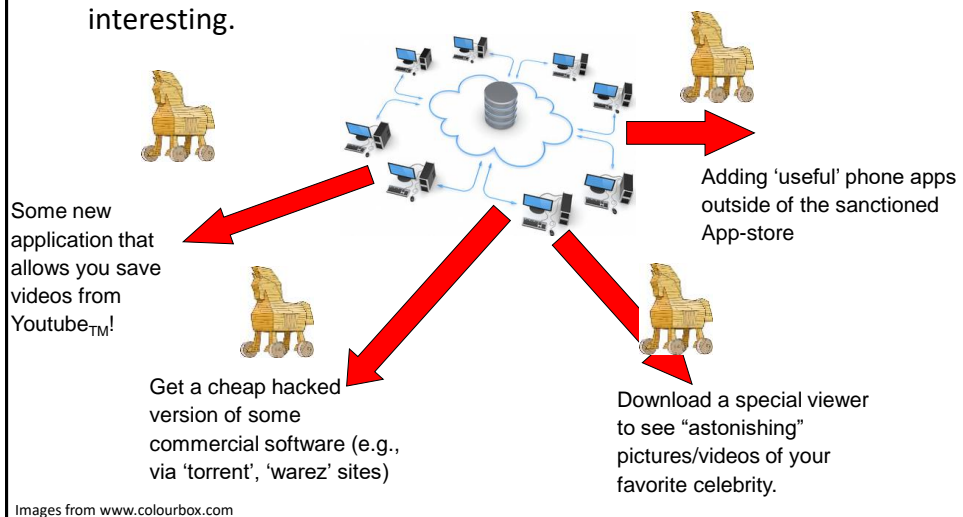 interesting.
Adding ‘useful’ phone apps
outside of the sanctioned
App-store
Some new
application that
allows you save
videos from
YoutubeTM!
Get a cheap hacked
version of some
commercial software (e.g.,
via ‘torrent’, ‘warez’ sites)
Download a special viewer
to see “astonishing”
pictures/videos of your
favorite celebrity.
Images from www.colourbox.com